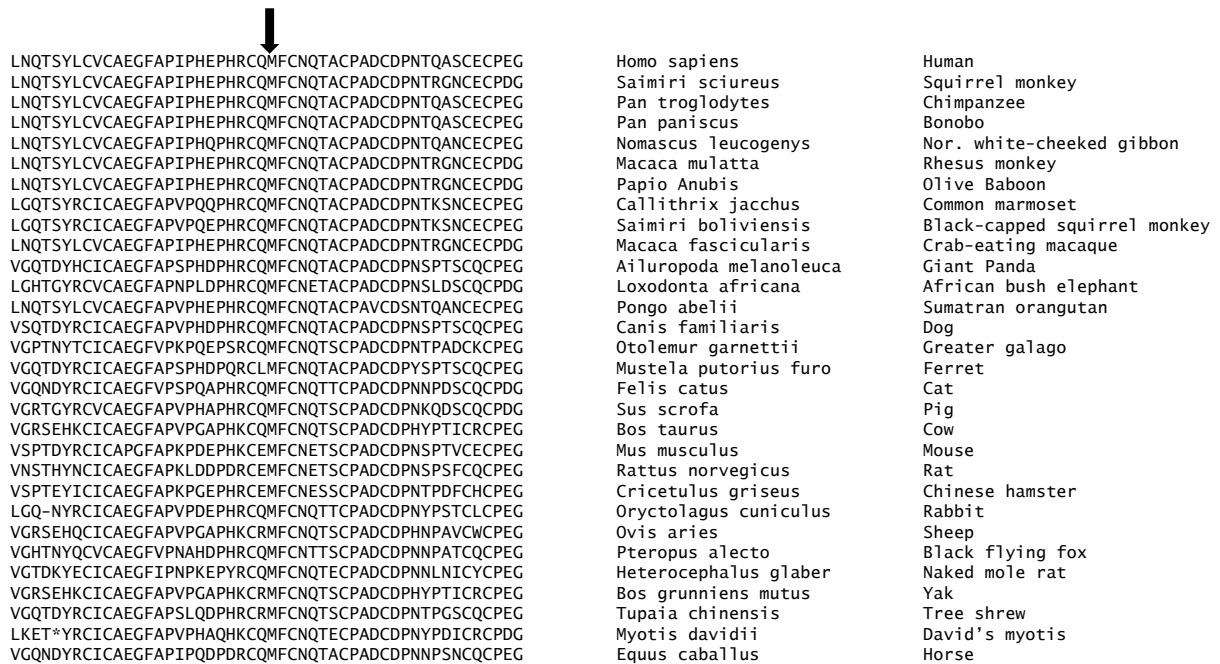 LNQTSYLCVCAEGFAPIPHEPHRCQMFCNQTACPADCDPNTQASCECPEG Homo sapiens Human
LNQTSYLCVCAEGFAPIPHEPHRCQMFCNQTACPADCDPNTRGNCECPDG Saimiri sciureus Squirrel monkey
LNQTSYLCVCAEGFAPIPHEPHRCQMFCNQTACPADCDPNTQASCECPEG Pan troglodytes Chimpanzee
LNQTSYLCVCAEGFAPIPHEPHRCQMFCNQTACPADCDPNTQASCECPEG Pan paniscus Bonobo
LNQTSYLCVCAEGFAPIPHQPHRCQMFCNQTACPADCDPNTQANCECPEG Nomascus leucogenys Nor. white-cheeked gibbon
LNQTSYLCVCAEGFAPIPHEPHRCQMFCNQTACPADCDPNTRGNCECPDG Macaca mulatta Rhesus monkey
LNQTSYLCVCAEGFAPIPHEPHRCQMFCNQTACPADCDPNTRGNCECPDG Papio Anubis Olive Baboon
LGQTSYRCICAEGFAPVPQQPHRCQMFCNQTACPADCDPNTKSNCECPEG Callithrix jacchus Common marmoset
LGQTSYRCICAEGFAPVPQEPHRCQMFCNQTACPADCDPNTKSNCECPEG Saimiri boliviensis Black-capped squirrel monkey
LNQTSYLCVCAEGFAPIPHEPHRCQMFCNQTACPADCDPNTRGNCECPDG Macaca fascicularis Crab-eating macaque
VGQTDYHCICAEGFAPSPHDPHRCQMFCNQTACPADCDPNSPTSCQCPEG Ailuropoda melanoleuca Giant Panda
LGHTGYRCVCAEGFAPNPLDPHRCQMFCNETACPADCDPNSLDSCQCPDG Loxodonta africana African bush elephant
LNQTSYLCVCAEGFAPVPHEPHRCQMFCNQTACPAVCDSNTQANCECPEG Pongo abelii Sumatran orangutan
VSQTDYRCICAEGFAPVPHDPHRCQMFCNQTACPADCDPNSPTSCQCPEG Canis familiaris Dog
VGPTNYTCICAEGFVPKPQEPSRCQMFCNQTSCPADCDPNTPADCKCPEG Otolemur garnettii Greater galago
VGQTDYRCICAEGFAPSPHDPQRCLMFCNQTACPADCDPYSPTSCQCPEG Mustela putorius furo Ferret
VGQNDYRCICAEGFVPSPQAPHRCQMFCNQTTCPADCDPNNPDSCQCPDG Felis catus Cat
VGRTGYRCVCAEGFAPVPHAPHRCQMFCNQTSCPADCDPNKQDSCQCPDG Sus scrofa Pig
VGRSEHKCICAEGFAPVPGAPHKCQMFCNQTSCPADCDPHYPTICRCPEG Bos taurus Cow
VSPTDYRCICAPGFAPKPDEPHKCEMFCNETSCPADCDPNSPTVCECPEG Mus musculus Mouse
VNSTHYNCICAEGFAPKLDDPDRCEMFCNETSCPADCDPNSPSFCQCPEG Rattus norvegicus Rat
VSPTEYICICAEGFAPKPGEPHRCEMFCNESSCPADCDPNTPDFCHCPEG Cricetulus griseus Chinese hamster
LGQ-NYRCICAEGFAPVPDEPHRCQMFCNQTTCPADCDPNYPSTCLCPEG Oryctolagus cuniculus Rabbit
VGRSEHQCICAEGFAPVPGAPHKCRMFCNQTSCPADCDPHNPAVCWCPEG Ovis aries Sheep
VGHTNYQCVCAEGFVPNAHDPHRCQMFCNTTSCPADCDPNNPATCQCPEG Pteropus alecto Black flying fox
VGTDKYECICAEGFIPNPKEPYRCQMFCNQTECPADCDPNNLNICYCPEG Heterocephalus glaber Naked mole rat
VGRSEHKCICAEGFAPVPGAPHKCRMFCNQTSCPADCDPHYPTICRCPEG Bos grunniens mutus Yak
VGQTDYRCICAEGFAPSLQDPHRCRMFCNQTSCPADCDPNTPGSCQCPEG Tupaia chinensis Tree shrew
LKET*YRCICAEGFAPVPHAQHKCQMFCNQTECPADCDPNYPDICRCPDG Myotis davidii David's myotis
VGQNDYRCICAEGFAPIPQDPDRCQMFCNQTACPADCDPNNPSNCQCPEG Equus caballus Horse